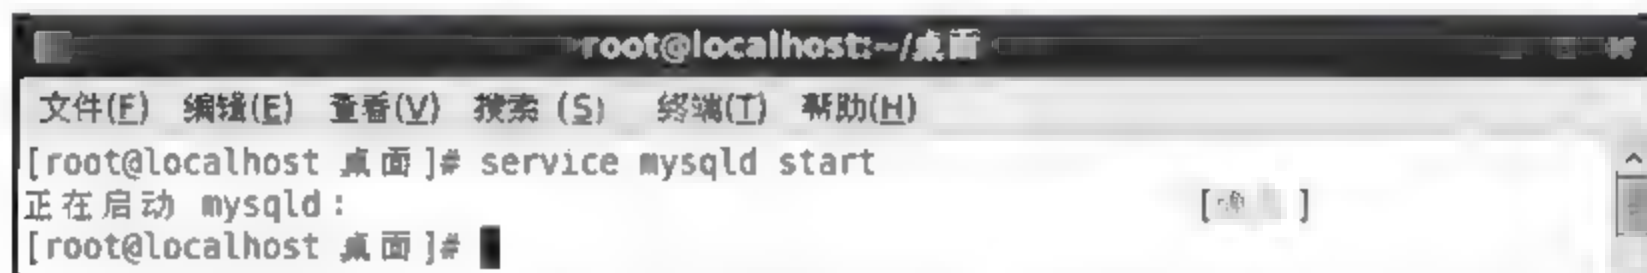 root@localhost:~/桌面
文件(F) 编辑(E) 查看(V) 搜索 (S) 终端(T) 帮助(H)
[root@localhost 桌面]# service mysqld start
正在启动 mysqld: [ ]
[root@localhost 桌面]#